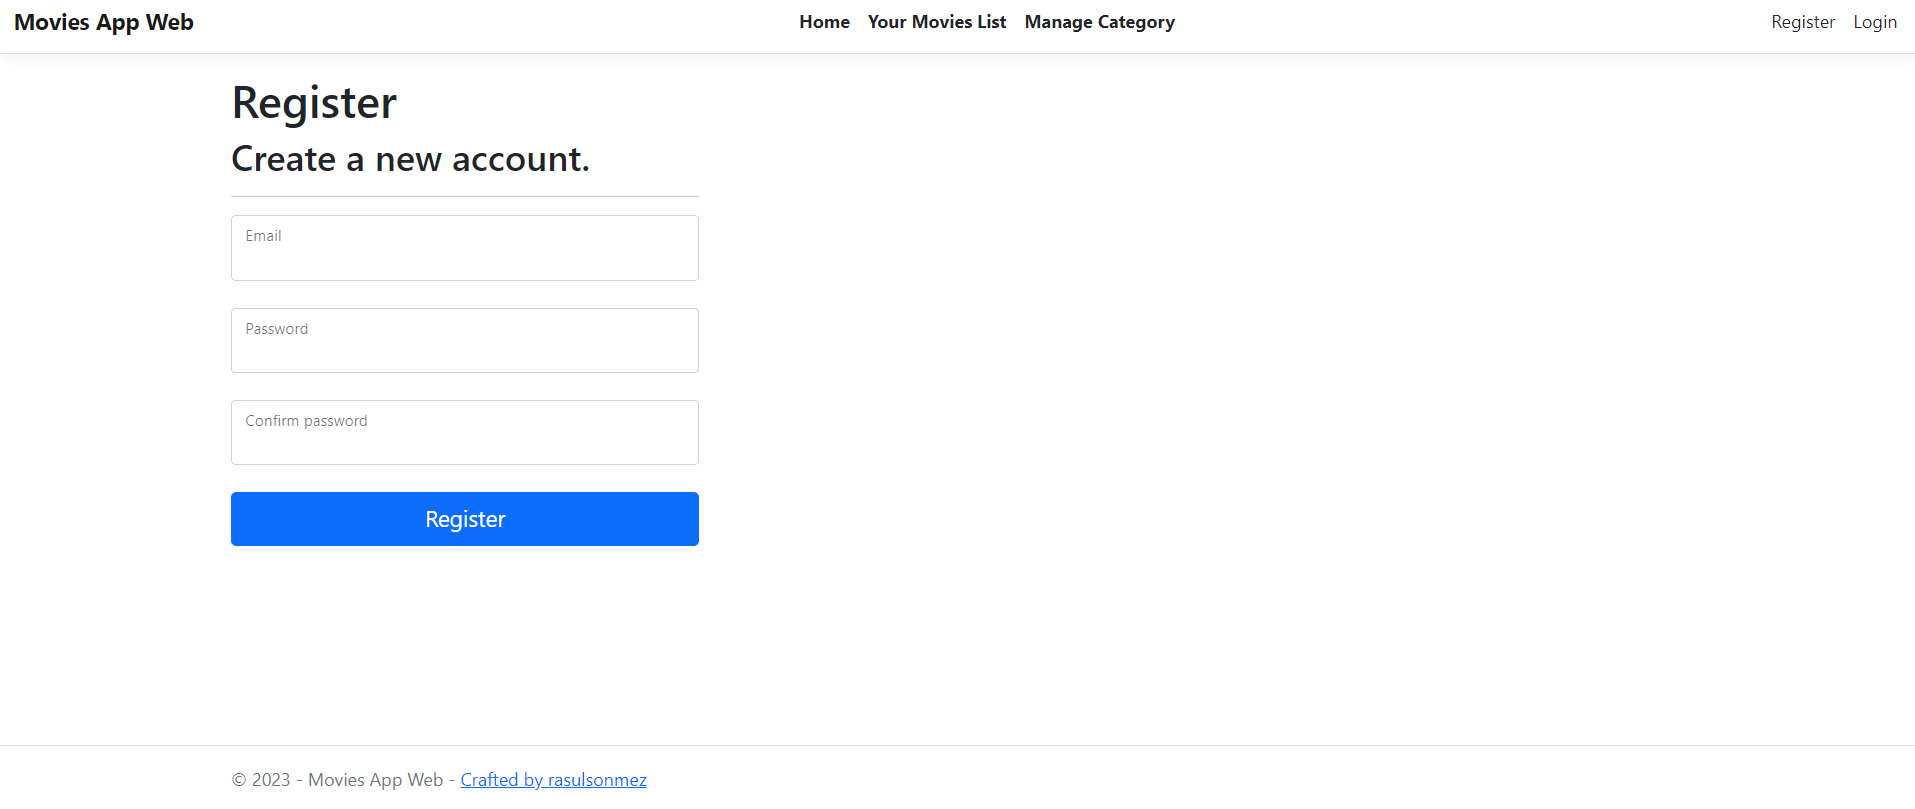 Movies App Web Home Your Movies List Manage Category Register Login
Register
Create a new account.
Email
Password
Confirm password
Register
© 2023 - Movies App Web - Crafted by rasulsonmez